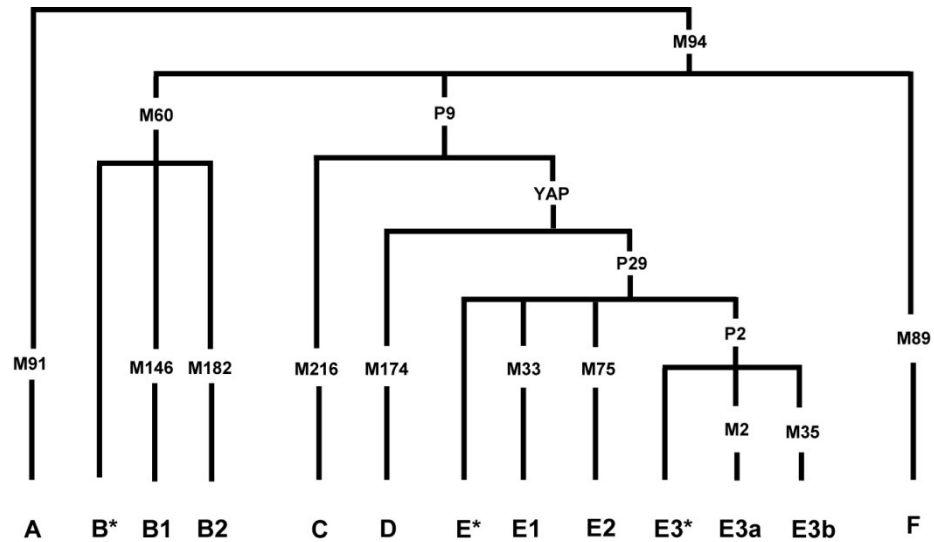 M94
M60 P9
YAP
P29
P2 M89
M91 M146 M182 M216 M174 M33 M75
M2 M35
A B* B1 B2 C D E* E1 E2 E3* E3a E3b F